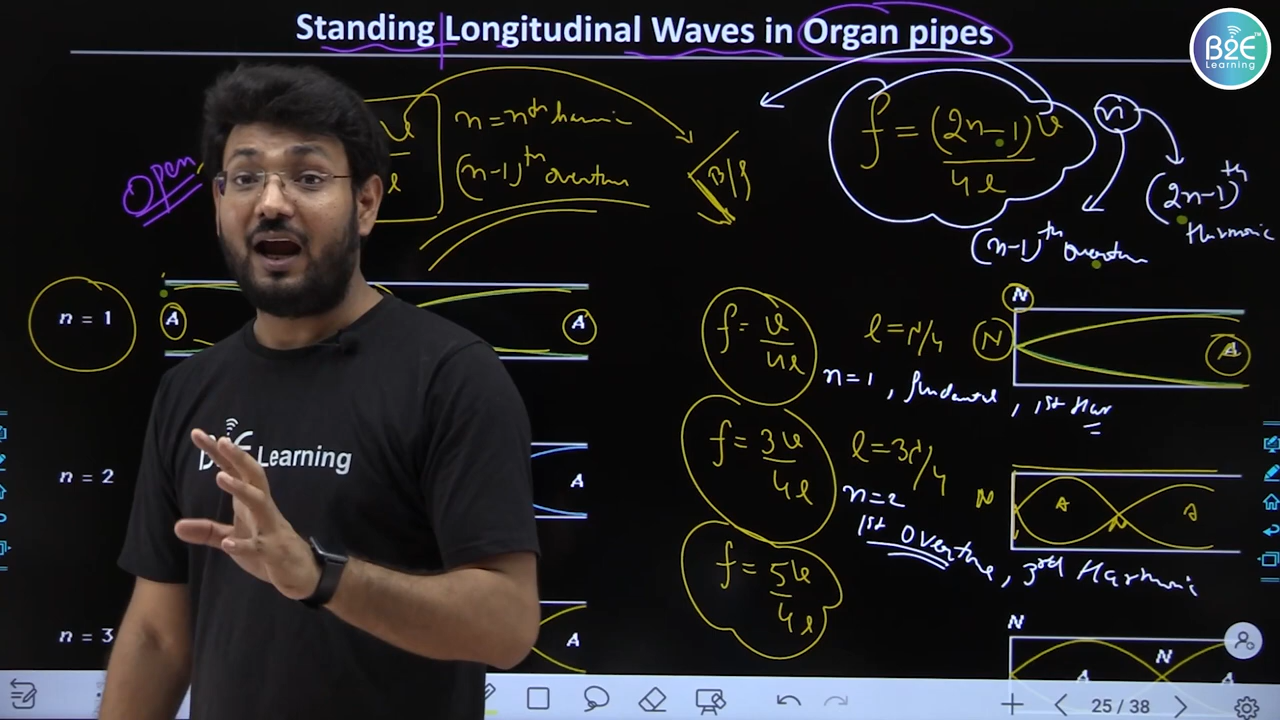 Standing Longitudinal Waves in Organ pipes
B2E
Learning
Open
n = nth harmonic
(n-1)th overtone
B/ρ
f = (2n-1)v
4l
n
(2n-1)th
Harmonic
(n-1)th overtone
n = 1
A
A
f = v
4l
l = λ/4
n=1, fundamental, 1st Har
N
N
A
B2E Learning
n = 2
A
f = 3v
4l
l = 3λ/4
n=2
1st Overtone, 3rd Harmonic
N
A
N
A
f = 5v
4l
n = 3
A
N
A
N
A
25 / 38